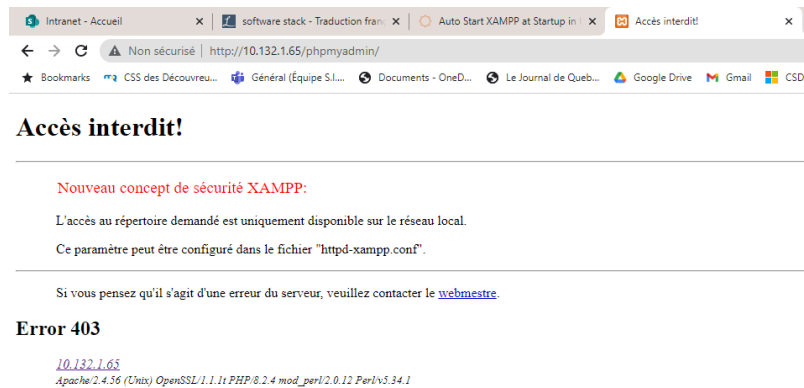 Intranet - Accueil
software stack - Traduction fran
Auto Start XAMPP at Startup in
Accès interdit!
Non sécurisé | http://10.132.1.65/phpmyadmin/
Bookmarks CSS des Découvreu... Général (Équipe S.I.... Documents - OneD... Le Journal de Queb... Google Drive Gmail CSD
Accès interdit!
Nouveau concept de sécurité XAMPP:
L'accès au répertoire demandé est uniquement disponible sur le réseau local.
Ce paramètre peut être configuré dans le fichier "httpd-xampp.conf".
Si vous pensez qu'il s'agit d'une erreur du serveur, veuillez contacter le webmestre.
Error 403
10.132.1.65
Apache/2.4.56 (Unix) OpenSSL/1.1.1t PHP/8.2.4 mod_perl/2.0.12 Perl/v5.34.1